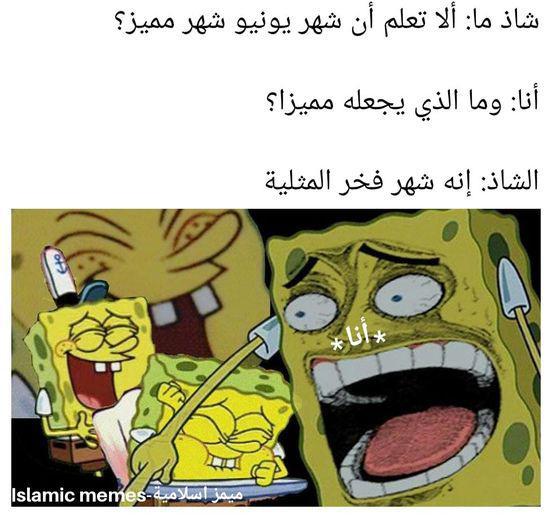 شاذ ما: ألا تعلم أن شهر يونيو شهر مميز؟
أنا: وما الذي يجعله مميزا؟
الشاذ: إنه شهر فخر المثلية
*أنا*
Islamic memes-ميمز اسلامية